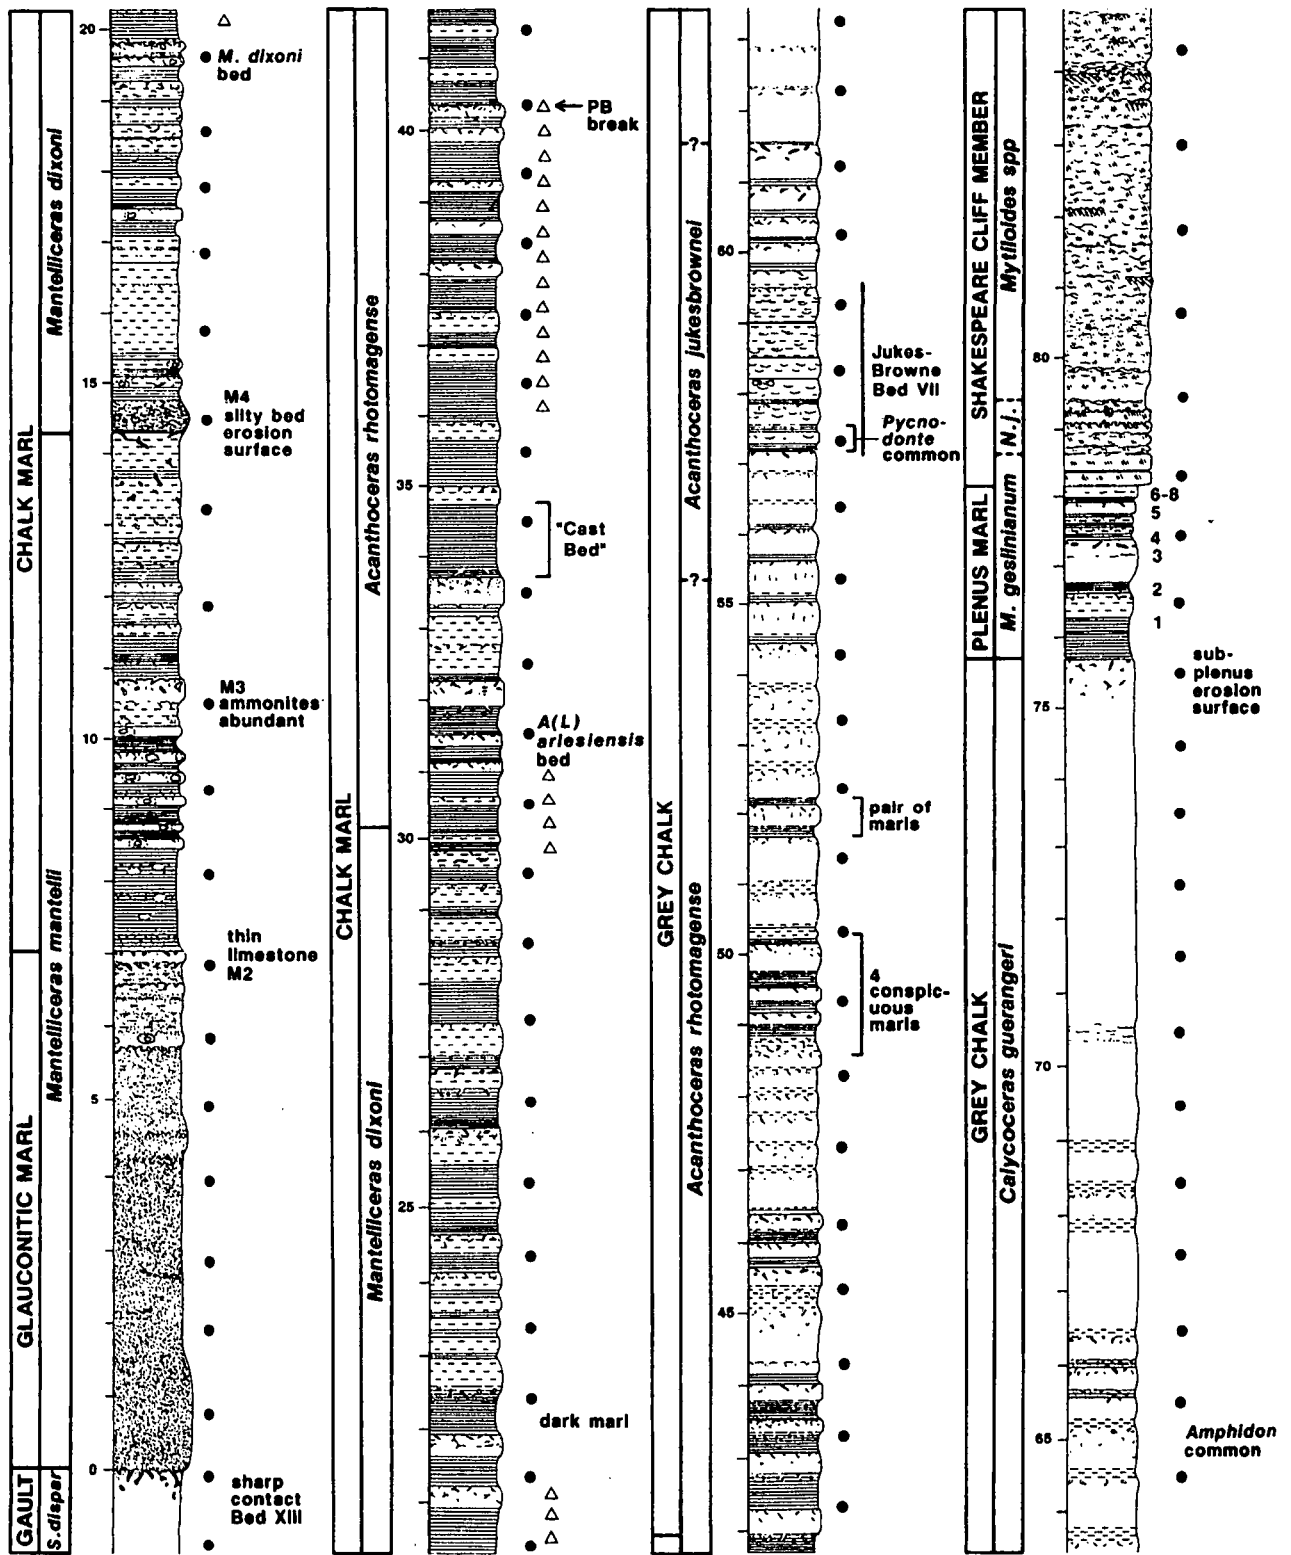 CHALK MARL
GLAUCONITIC MARL
GAULT
Mantelliceras dixoni
Mantelliceras mantelli
S.dispar
20
15
10
5
0
M. dixoni
bed
M4
silty bed
erosion
surface
M3
ammonites
abundant
thin
limestone
M2
sharp
contact
Bed XIII
CHALK MARL
Acanthoceras rhotomagense
Mantelliceras dixoni
40
35
30
25
PB
break
"Cast
Bed"
A(L)
ariesiensis
bed
dark marl
GREY CHALK
?
Acanthoceras jukesbrownei
?
Acanthoceras rhotomagense
60
55
50
45
Jukes-
Browne
Bed VII
Pycno-
donte
common
pair of
marls
4
conspic-
uous
marls
SHAKESPEARE CLIFF MEMBER
PLENUS MARL
GREY CHALK
Mytiloides spp
N.j.
M. geslinianum
Calycoceras guerangeri
80
75
70
65
6-8
5
4
3
2
1
sub-
plenus
erosion
surface
Amphidon
common